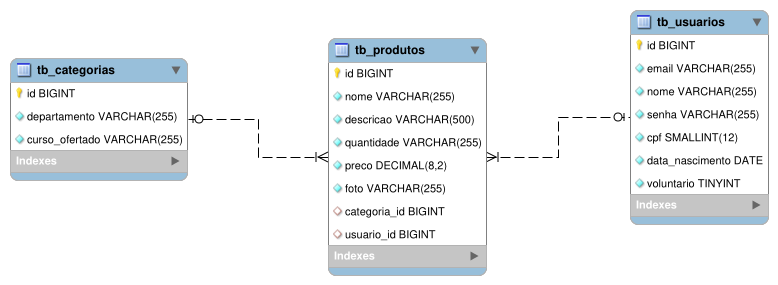 tb_categorias
id BIGINT
departamento VARCHAR(255)
curso_ofertado VARCHAR(255)
Indexes
tb_produtos
id BIGINT
nome VARCHAR(255)
descricao VARCHAR(500)
quantidade VARCHAR(255)
preco DECIMAL(8,2)
foto VARCHAR(255)
categoria_id BIGINT
usuario_id BIGINT
Indexes
tb_usuarios
id BIGINT
email VARCHAR(255)
nome VARCHAR(255)
senha VARCHAR(255)
cpf SMALLINT(12)
data_nascimento DATE
voluntario TINYINT
Indexes